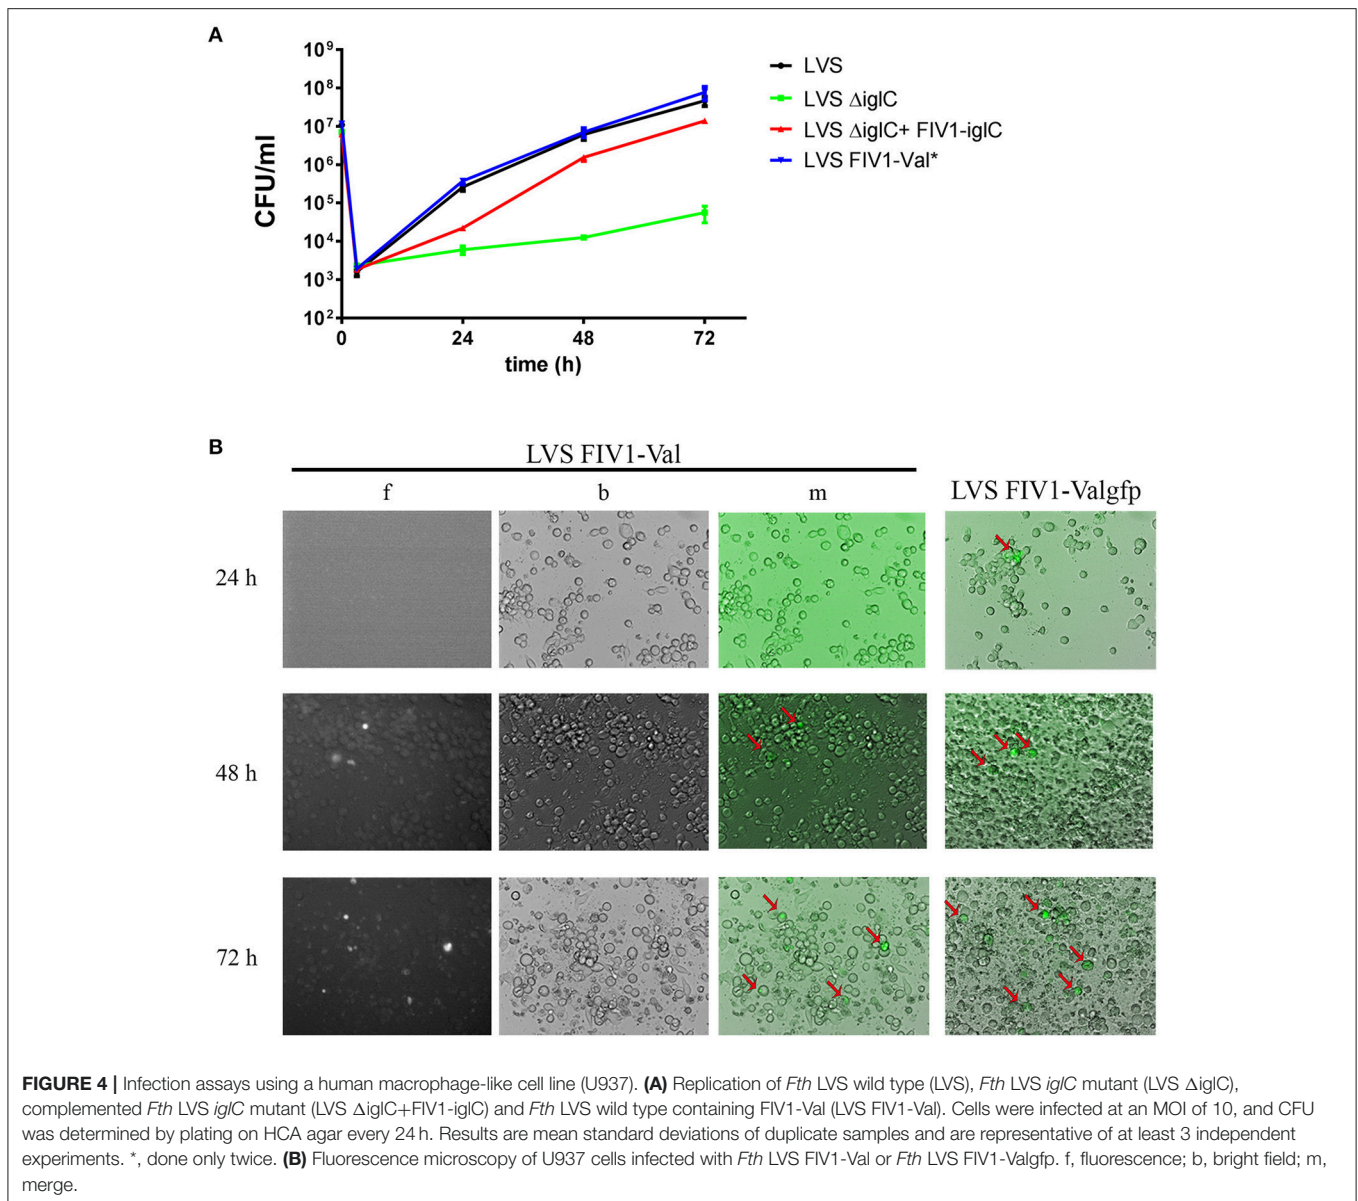 A
10⁹
10⁸
10⁷
10⁶
10⁵
10⁴
10³
10²
CFU/ml
0 24 48 72
time (h)
LVS
LVS ΔiglC
LVS ΔiglC+ FIV1-iglC
LVS FIV1-Val*
B
LVS FIV1-Val
f b m LVS FIV1-Valgfp
24 h
48 h
72 h
FIGURE 4 | Infection assays using a human macrophage-like cell line (U937). (A) Replication of Fth LVS wild type (LVS), Fth LVS iglC mutant (LVS ΔiglC),
complemented Fth LVS iglC mutant (LVS ΔiglC+FIV1-iglC) and Fth LVS wild type containing FIV1-Val (LVS FIV1-Val). Cells were infected at an MOI of 10, and CFU
was determined by plating on HCA agar every 24 h. Results are mean standard deviations of duplicate samples and are representative of at least 3 independent
experiments. *, done only twice. (B) Fluorescence microscopy of U937 cells infected with Fth LVS FIV1-Val or Fth LVS FIV1-Valgfp. f, fluorescence; b, bright field; m,
merge.